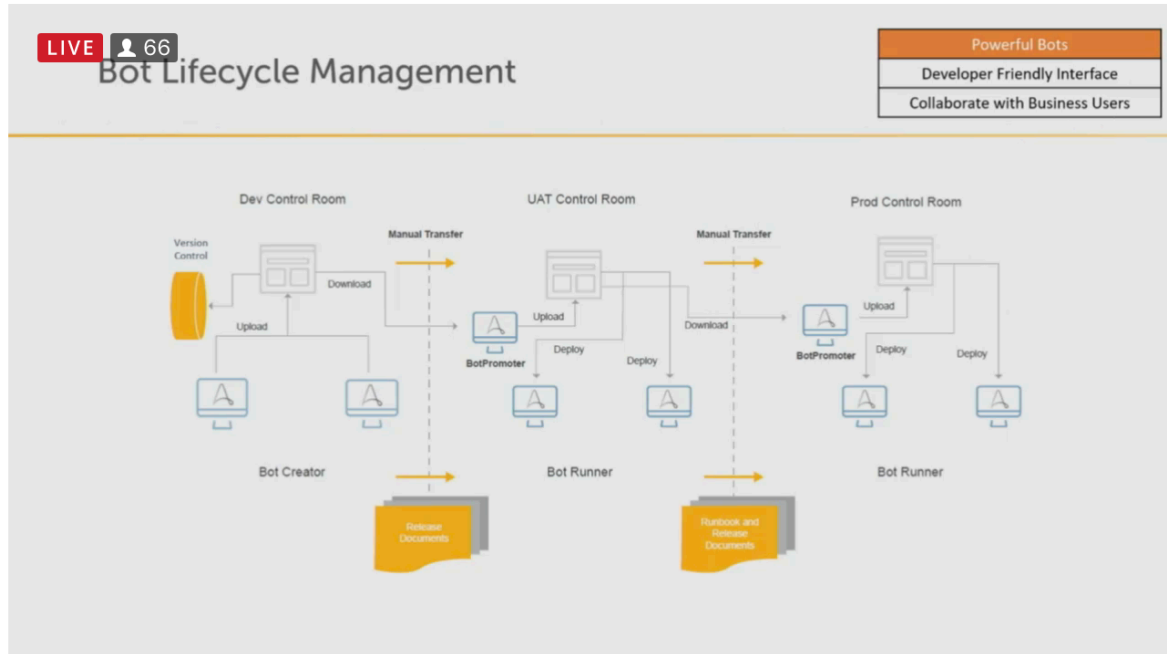 LIVE 66
Bot Lifecycle Management
Powerful Bots
Developer Friendly Interface
Collaborate with Business Users
Dev Control Room
UAT Control Room
Prod Control Room
Version
Control
Manual Transfer
Manual Transfer
Download
Upload
Upload
Download
Upload
BotPromoter
Deploy
Deploy
BotPromoter
Deploy
Deploy
Bot Creator
Bot Runner
Bot Runner
Release
Documents
Runbook and
Release
Documents